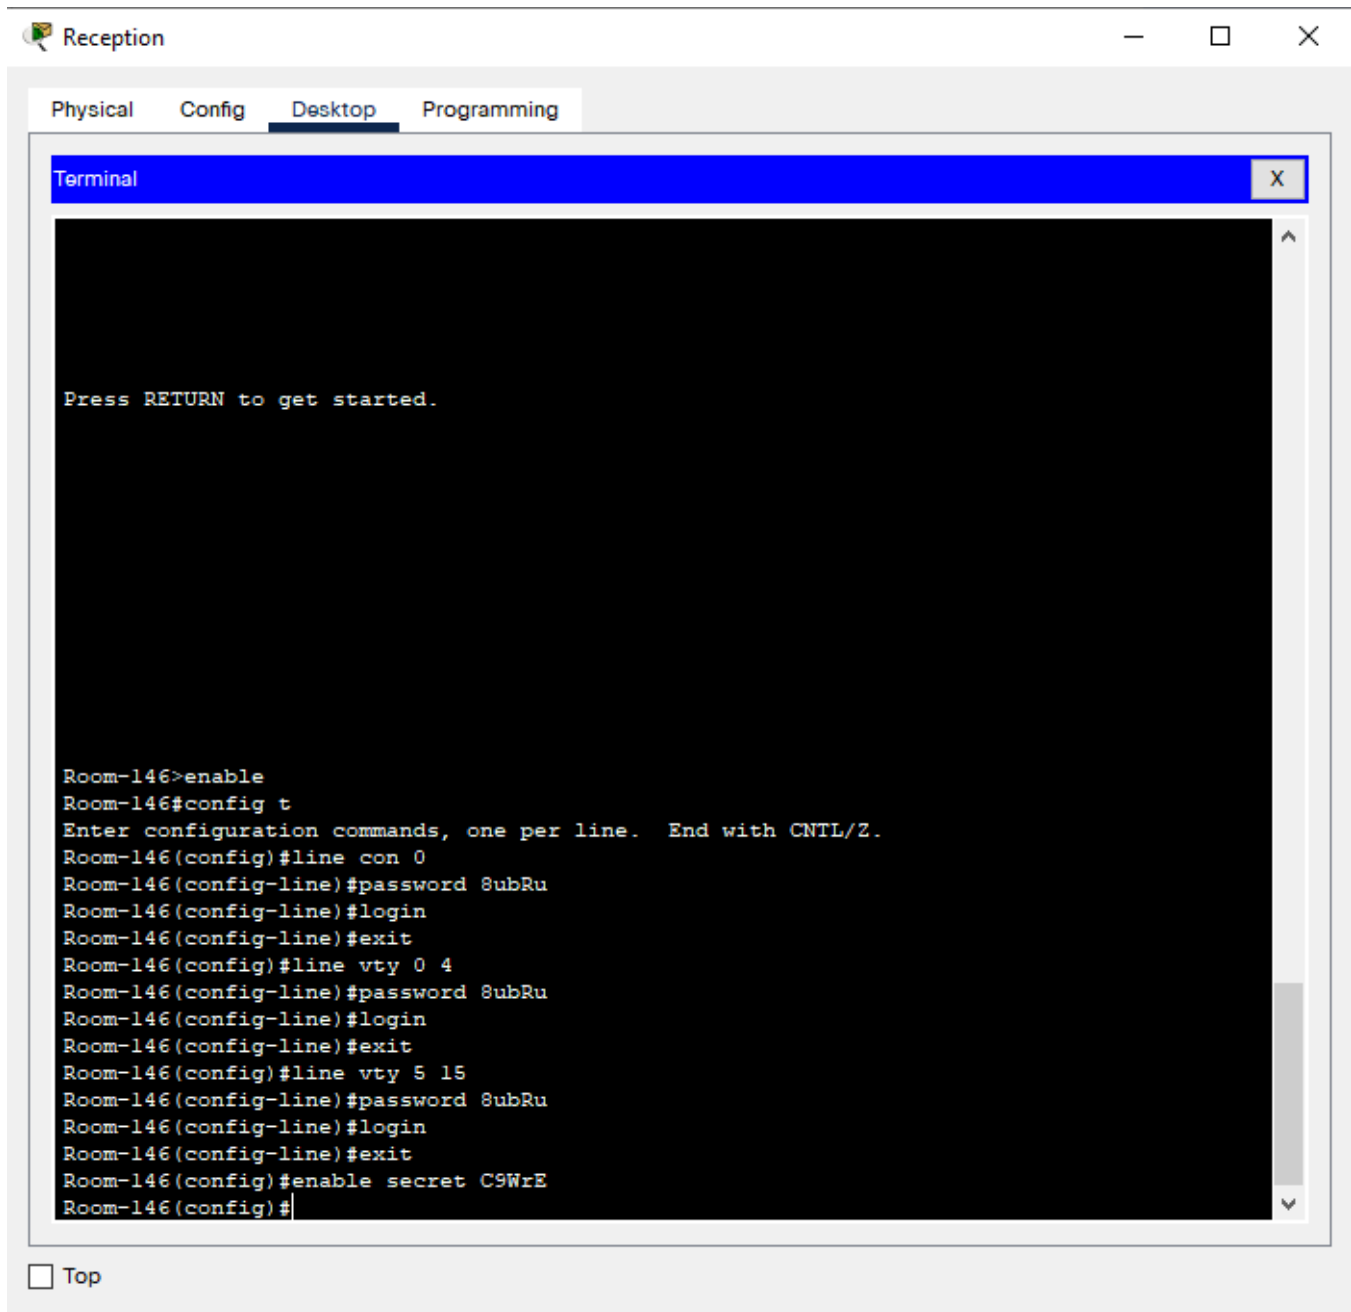 Reception
Physical Config Desktop Programming
Terminal X
Press RETURN to get started.
Room-146>enable
Room-146#config t
Enter configuration commands, one per line.  End with CNTL/Z.
Room-146(config)#line con 0
Room-146(config-line)#password 8ubRu
Room-146(config-line)#login
Room-146(config-line)#exit
Room-146(config)#line vty 0 4
Room-146(config-line)#password 8ubRu
Room-146(config-line)#login
Room-146(config-line)#exit
Room-146(config)#line vty 5 15
Room-146(config-line)#password 8ubRu
Room-146(config-line)#login
Room-146(config-line)#exit
Room-146(config)#enable secret C9WrE
Room-146(config)#
Top